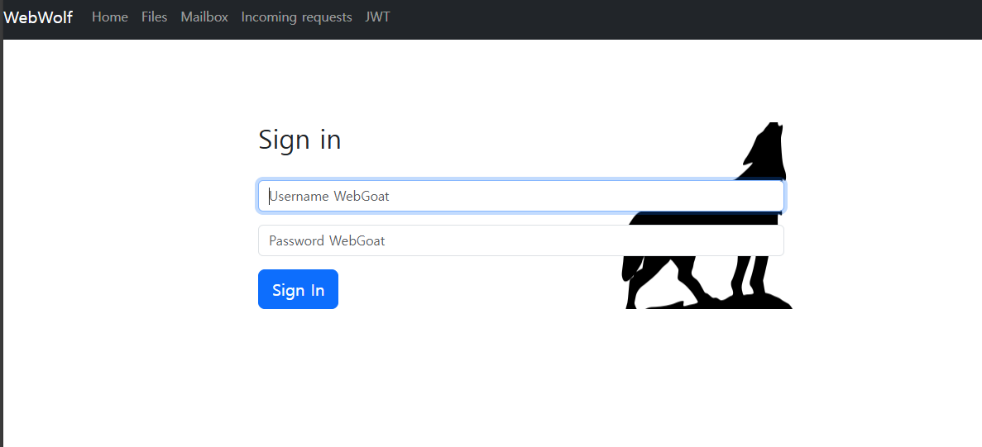 WebWolf Home Files Mailbox Incoming requests JWT
Sign in
Username WebGoat
Password WebGoat
Sign In